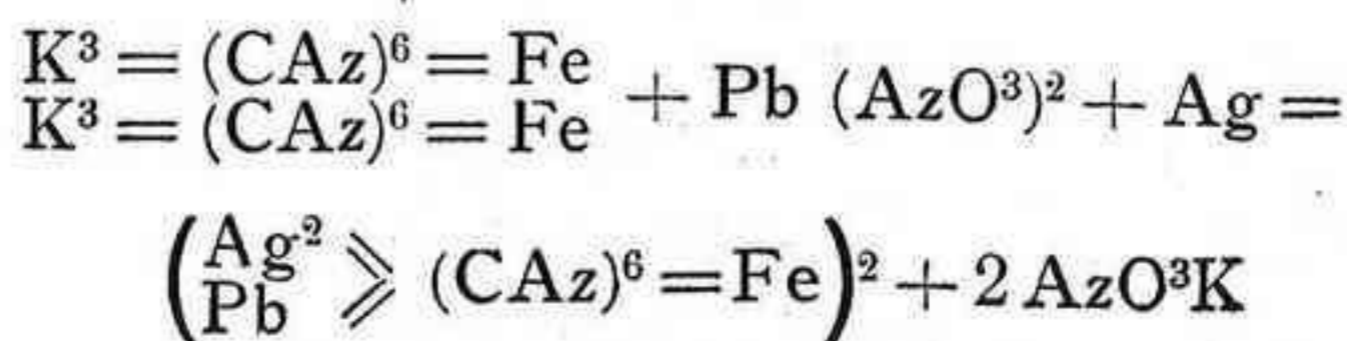 K³ = (CAz)⁶ = Fe
K³ = (CAz)⁶ = Fe + Pb (AzO³)² + Ag =
(Ag² Pb ⪢ (CAz)⁶ = Fe)² + 2 AzO³K